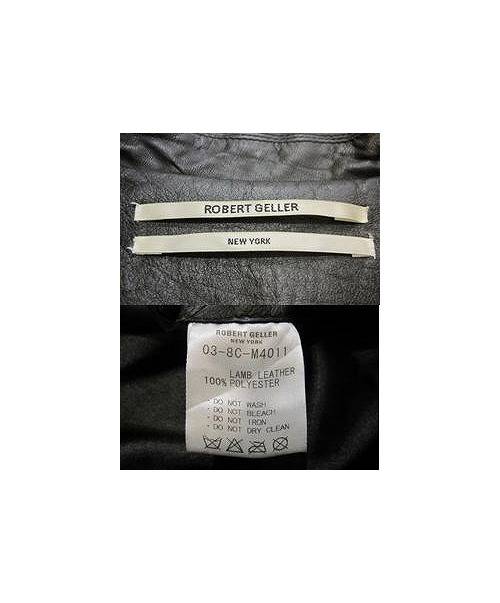 ROBERT GELLER
NEW YORK
ROBERT GELLER
NEW YORK
03-8C-M4011
LAMB LEATHER
100% POLYESTER
・DO NOT WASH
・DO NOT BLEACH
・DO NOT IRON
・DO NOT DRY CLEAN